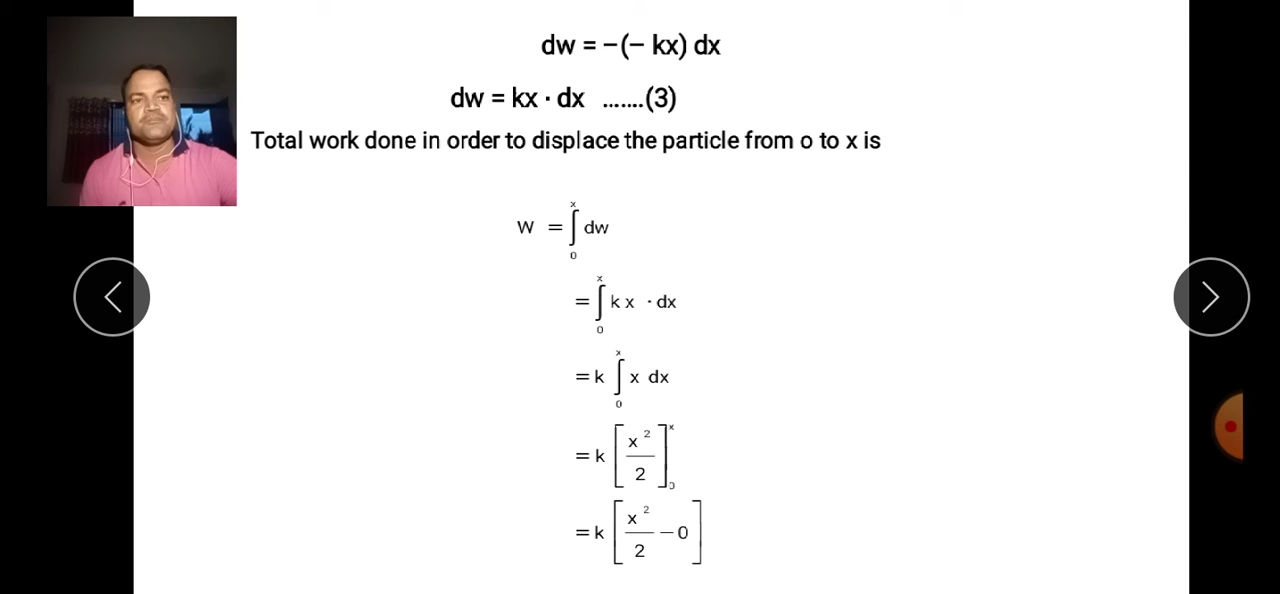 dw = −(− kx) dx
dw = kx · dx .......(3)
Total work done in order to displace the particle from o to x is
W = ∫₀ˣ dw
= ∫₀ˣ k x · dx
= k ∫₀ˣ x dx
= k [x²/2]₀ˣ
= k [x²/2 − 0]